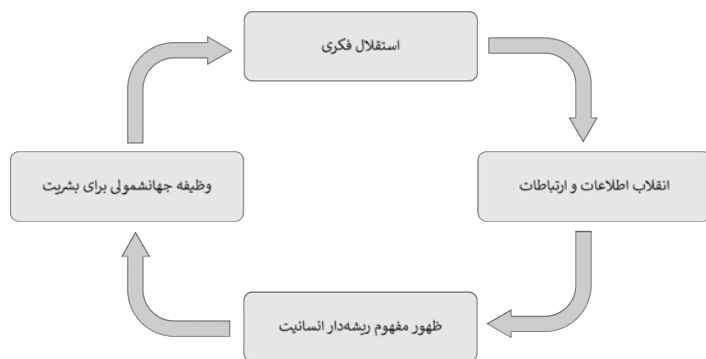 استقلال فکری
انقلاب اطلاعات و ارتباطات
ظهور مفهوم ریشه‌دار انسانیت
وظیفه جهانشمولی برای بشریت